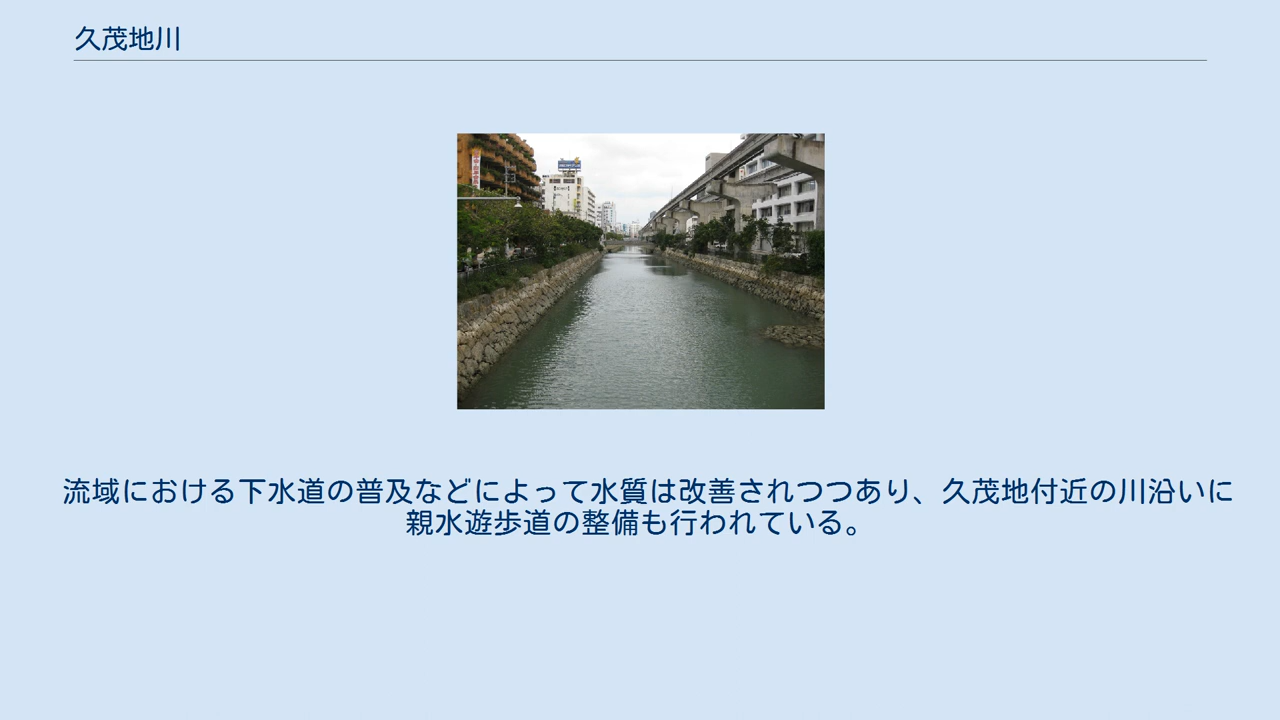 久茂地川
流域における下水道の普及などによって水質は改善されつつあり、久茂地付近の川沿いに
親水遊歩道の整備も行われている。